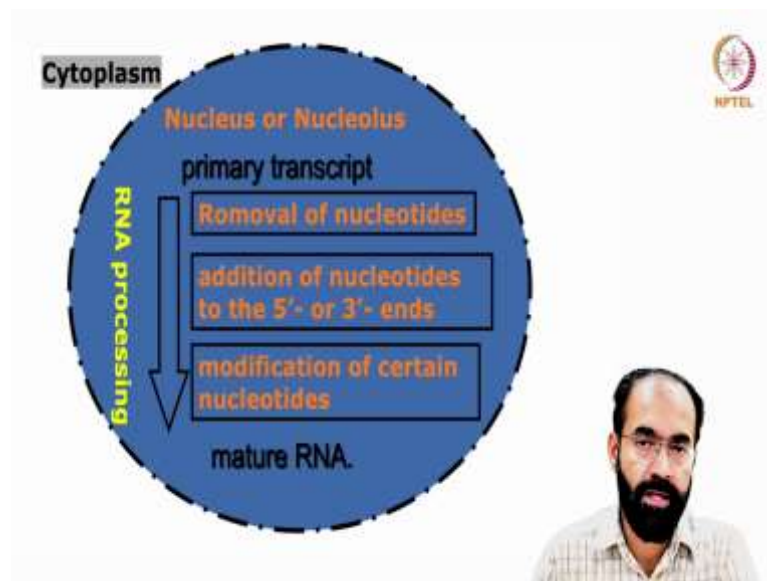 Cytoplasm
NPTEL
Nucleus or Nucleolus
primary transcript
RNA processing
Romoval of nucleotides
addition of nucleotides
to the 5'- or 3'- ends
modification of certain
nucleotides
mature RNA.